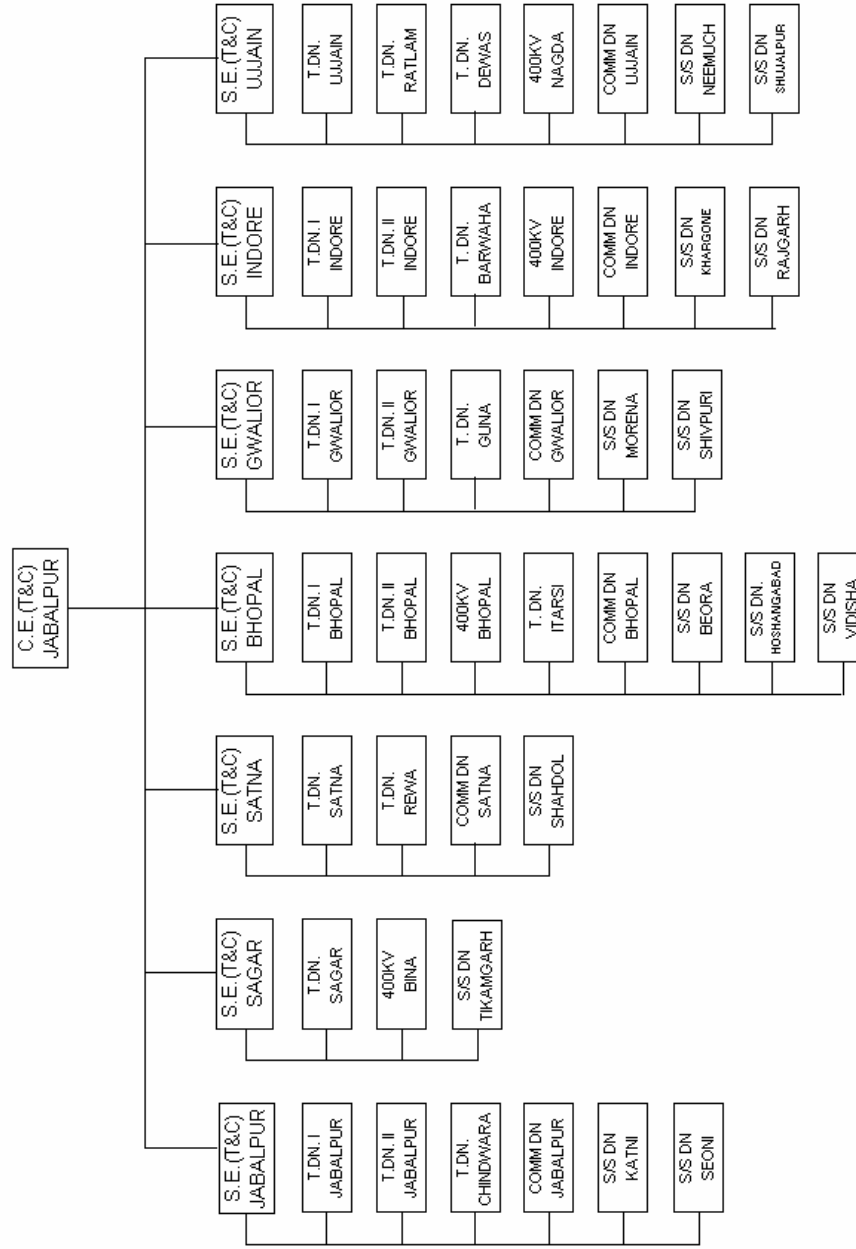 C.E.(T&C)
JABALPUR
S.E.(T&C)
JABALPUR
T.DN. I
JABALPUR
T.DN. II
JABALPUR
T.DN.
CHINDWARA
COMM DN
JABALPUR
S/S DN
KATNI
S/S DN
SEONI
S.E.(T&C)
SAGAR
T.DN.
SAGAR
400KV
BINA
S/S DN
TIKAMGARH
S.E.(T&C)
SATNA
T.DN.
SATNA
T.DN.
REWA
COMM DN
SATNA
S/S DN
SHAHDOL
S.E.(T&C)
BHOPAL
T.DN. I
BHOPAL
T.DN. II
BHOPAL
400KV
BHOPAL
T. DN.
ITARSI
COMM DN
BHOPAL
S/S DN
BEORA
S/S DN.
HOSHANGABAD
S/S DN
VIDISHA
S.E.(T&C)
GWALIOR
T.DN. I
GWALIOR
T.DN. II
GWALIOR
T. DN.
GUNA
COMM DN
GWALIOR
S/S DN
MORENA
S/S DN
SHIVPURI
S.E.(T&C)
INDORE
T.DN. I
INDORE
T.DN. II
INDORE
T. DN.
BARWAHA
400KV
INDORE
COMM DN
INDORE
S/S DN
KHARGONE
S/S DN
RAJGARH
S.E.(T&C)
UJJAIN
T.DN.
UJJAIN
T.DN.
RATLAM
T. DN.
DEWAS
400KV
NAGDA
COMM DN
UJJAIN
S/S DN
NEEMUCH
S/S DN
SHUJALPUR